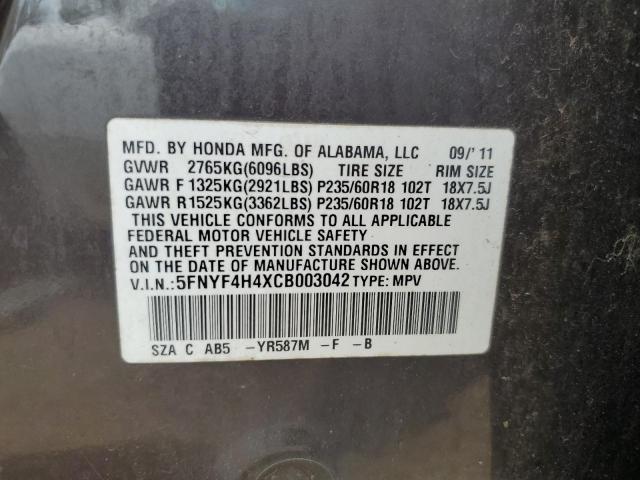 MFD. BY HONDA MFG. OF ALABAMA, LLC 09/'11
GVWR 2765KG(6096LBS) TIRE SIZE RIM SIZE
GAWR F 1325KG(2921LBS) P235/60R18 102T 18X7.5J
GAWR R 1525KG(3362LBS) P235/60R18 102T 18X7.5J
THIS VEHICLE CONFORMS TO ALL APPLICABLE
FEDERAL MOTOR VEHICLE SAFETY
AND THEFT PREVENTION STANDARDS IN EFFECT
ON THE DATE OF MANUFACTURE SHOWN ABOVE.
V.I.N.:5FNYF4H4XCB003042 TYPE: MPV
SZA C AB5 -YR587M -F -B